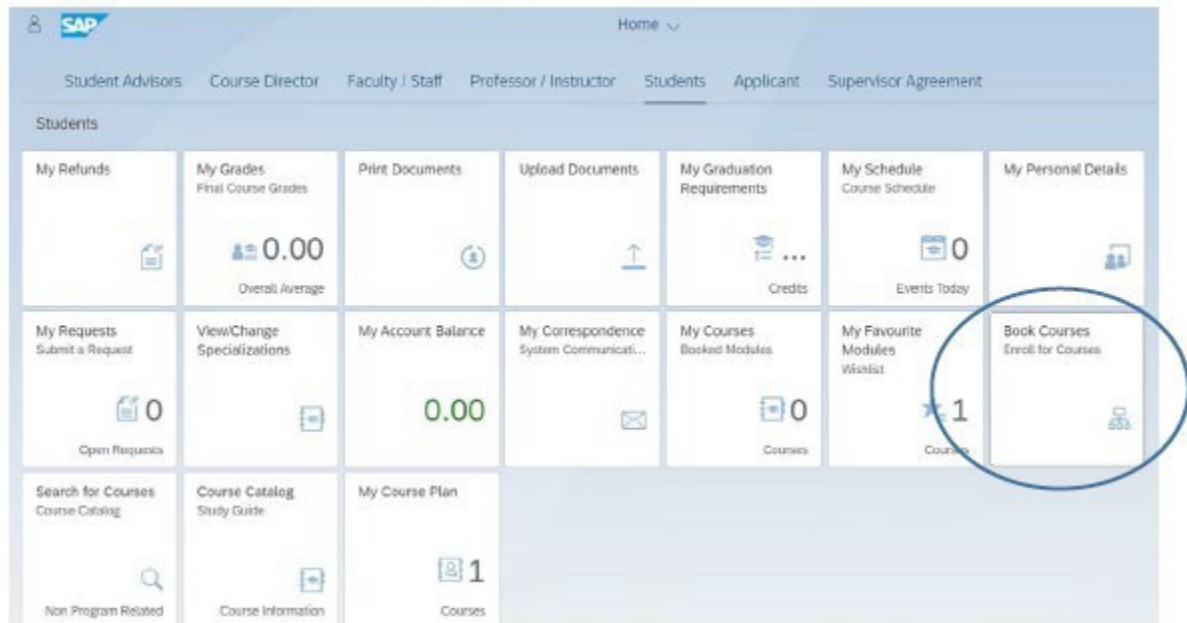 SAP
Home
Student Advisors Course Director Faculty / Staff Professor / Instructor Students Applicant Supervisor Agreement
Students
My Refunds
My Grades
Final Course Grades
0.00
Overall Average
Print Documents
Upload Documents
My Graduation
Requirements
...
Credits
My Schedule
Course Schedule
0
Events Today
My Personal Details
My Requests
Submit a Request
0
Open Requests
View/Change
Specializations
My Account Balance
0.00
My Correspondence
System Communicati...
My Courses
Booked Modules
0
Courses
My Favourite
Modules
Wishlist
1
Courses
Book Courses
Enroll for Courses
Search for Courses
Course Catalog
Non Program Related
Course Catalog
Study Guide
Course Information
My Course Plan
1
Courses